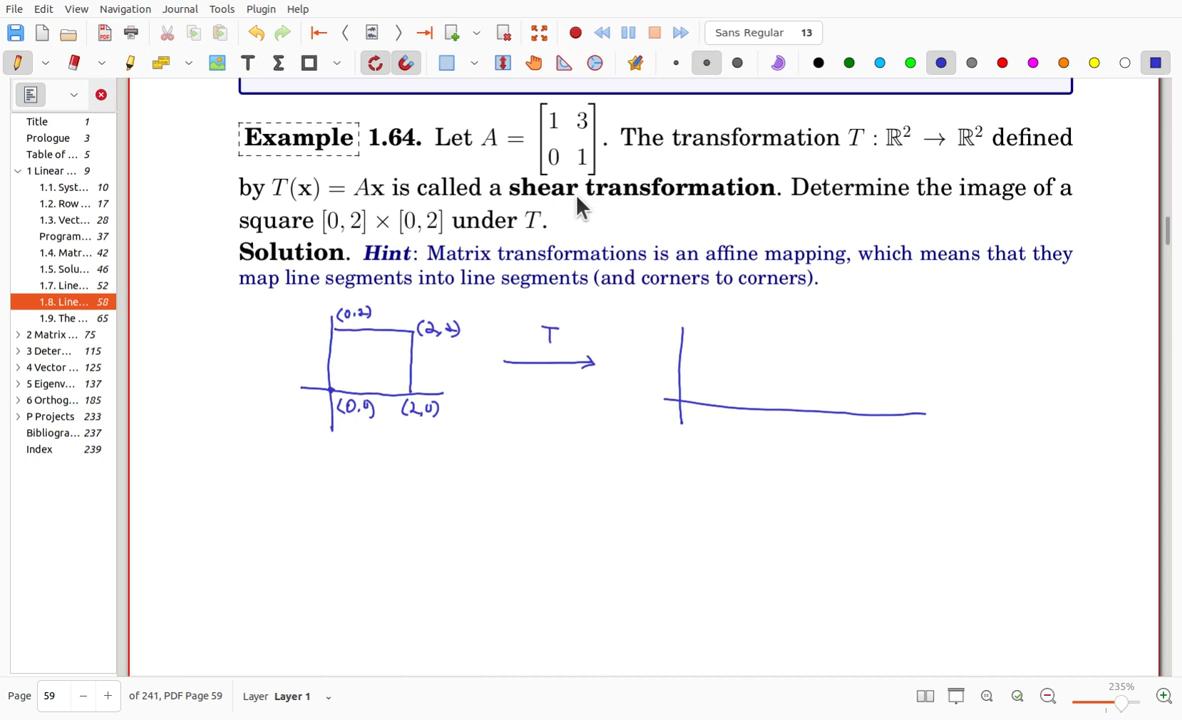 File Edit View Navigation Journal Tools Plugin Help
Sans Regular 13
Title 1
Prologue 3
Table of ... 5
1 Linear ... 9
1.1. Syst... 10
1.2. Row ... 17
1.3. Vect... 28
Program... 37
1.4. Matr... 42
1.5. Solu... 46
1.7. Line... 52
1.8. Line... 58
1.9. The ... 65
2 Matrix ... 75
3 Deter... 115
4 Vector ... 125
5 Eigenv... 137
6 Orthog... 185
P Projects 233
Bibliogra... 237
Index 239
Example 1.64. Let A = [1 3
0 1]. The transformation T : ℝ² → ℝ² defined
by T(x) = Ax is called a shear transformation. Determine the image of a
square [0, 2] × [0, 2] under T.
Solution. Hint: Matrix transformations is an affine mapping, which means that they
map line segments into line segments (and corners to corners).
(0,2)
(2,2)
T
(0,0) (2,0)
Page 59 of 241, PDF Page 59 Layer Layer 1 235%